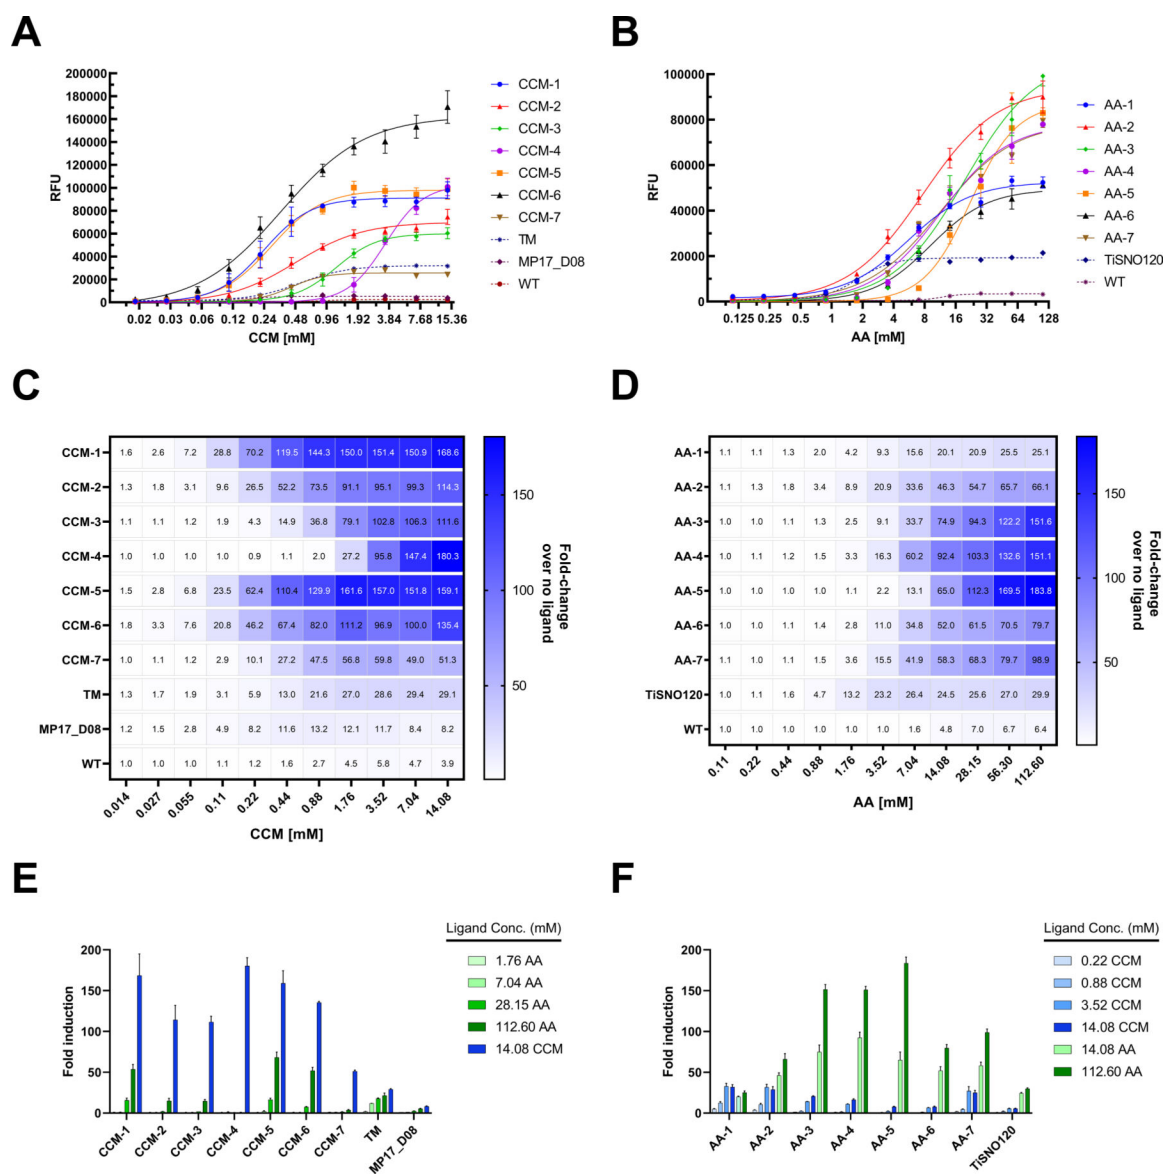 A
200000
180000
160000
140000
120000
100000
80000
60000
40000
20000
0
RFU
0.02 0.03 0.06 0.12 0.24 0.48 0.96 1.92 3.84 7.68 15.36
CCM [mM]
CCM-1
CCM-2
CCM-3
CCM-4
CCM-5
CCM-6
CCM-7
TM
MP17_D08
WT
B
100000
80000
60000
40000
20000
0
RFU
0.125 0.25 0.5 1 2 4 8 16 32 64 128
AA [mM]
AA-1
AA-2
AA-3
AA-4
AA-5
AA-6
AA-7
TiSNO120
WT
C
CCM-1 1.6 2.6 7.2 28.8 70.2 119.5 144.3 150.0 151.4 150.9 168.6
CCM-2 1.3 1.8 3.1 9.6 26.5 52.2 73.5 91.1 95.1 99.3 114.3
CCM-3 1.1 1.1 1.2 1.9 4.3 14.9 36.8 79.1 102.8 106.3 111.6
CCM-4 1.0 1.0 1.0 1.0 0.9 1.1 2.0 27.2 95.8 147.4 180.3
CCM-5 1.5 2.8 6.8 23.5 62.4 110.4 129.9 161.6 157.0 151.8 159.1
CCM-6 1.8 3.3 7.6 20.8 46.2 67.4 82.0 111.2 96.9 100.0 135.4
CCM-7 1.0 1.1 1.2 2.9 10.1 27.2 47.5 56.8 59.8 49.0 51.3
TM 1.3 1.7 1.9 3.1 5.9 13.0 21.6 27.0 28.6 29.4 29.1
MP17_D08 1.2 1.5 2.8 4.9 8.2 11.6 13.2 12.1 11.7 8.4 8.2
WT 1.0 1.0 1.0 1.1 1.2 1.6 2.7 4.5 5.8 4.7 3.9
0.014 0.027 0.055 0.11 0.22 0.44 0.88 1.76 3.52 7.04 14.08
CCM [mM]
150
100
50
Fold-change
over no ligand
D
AA-1 1.1 1.1 1.3 2.0 4.2 9.3 15.6 20.1 20.9 25.5 25.1
AA-2 1.1 1.3 1.8 3.4 8.9 20.9 33.6 46.3 54.7 65.7 66.1
AA-3 1.0 1.0 1.1 1.3 2.5 9.1 33.7 74.9 94.3 122.2 151.6
AA-4 1.0 1.1 1.2 1.5 3.3 16.3 60.2 92.4 103.3 132.6 151.1
AA-5 1.0 1.0 1.0 1.0 1.1 2.2 13.1 65.0 112.3 169.5 183.8
AA-6 1.0 1.0 1.1 1.4 2.8 11.0 34.8 52.0 61.5 70.5 79.7
AA-7 1.1 1.0 1.1 1.5 3.6 15.5 41.9 58.3 68.3 79.7 98.9
TiSNO120 1.0 1.1 1.6 4.7 13.2 23.2 26.4 24.5 25.6 27.0 29.9
WT 1.0 1.0 1.0 1.0 1.0 1.0 1.6 4.8 7.0 6.7 6.4
0.11 0.22 0.44 0.88 1.76 3.52 7.04 14.08 28.15 56.30 112.60
AA [mM]
150
100
50
Fold-change
over no ligand
E
200
150
100
50
0
Fold induction
CCM-1 CCM-2 CCM-3 CCM-4 CCM-5 CCM-6 CCM-7 TM MP17_D08
Ligand Conc. (mM)
1.76 AA
7.04 AA
28.15 AA
112.60 AA
14.08 CCM
F
200
150
100
50
0
Fold induction
AA-1 AA-2 AA-3 AA-4 AA-5 AA-6 AA-7 TiSNO120
Ligand Conc. (mM)
0.22 CCM
0.88 CCM
3.52 CCM
14.08 CCM
14.08 AA
112.60 AA